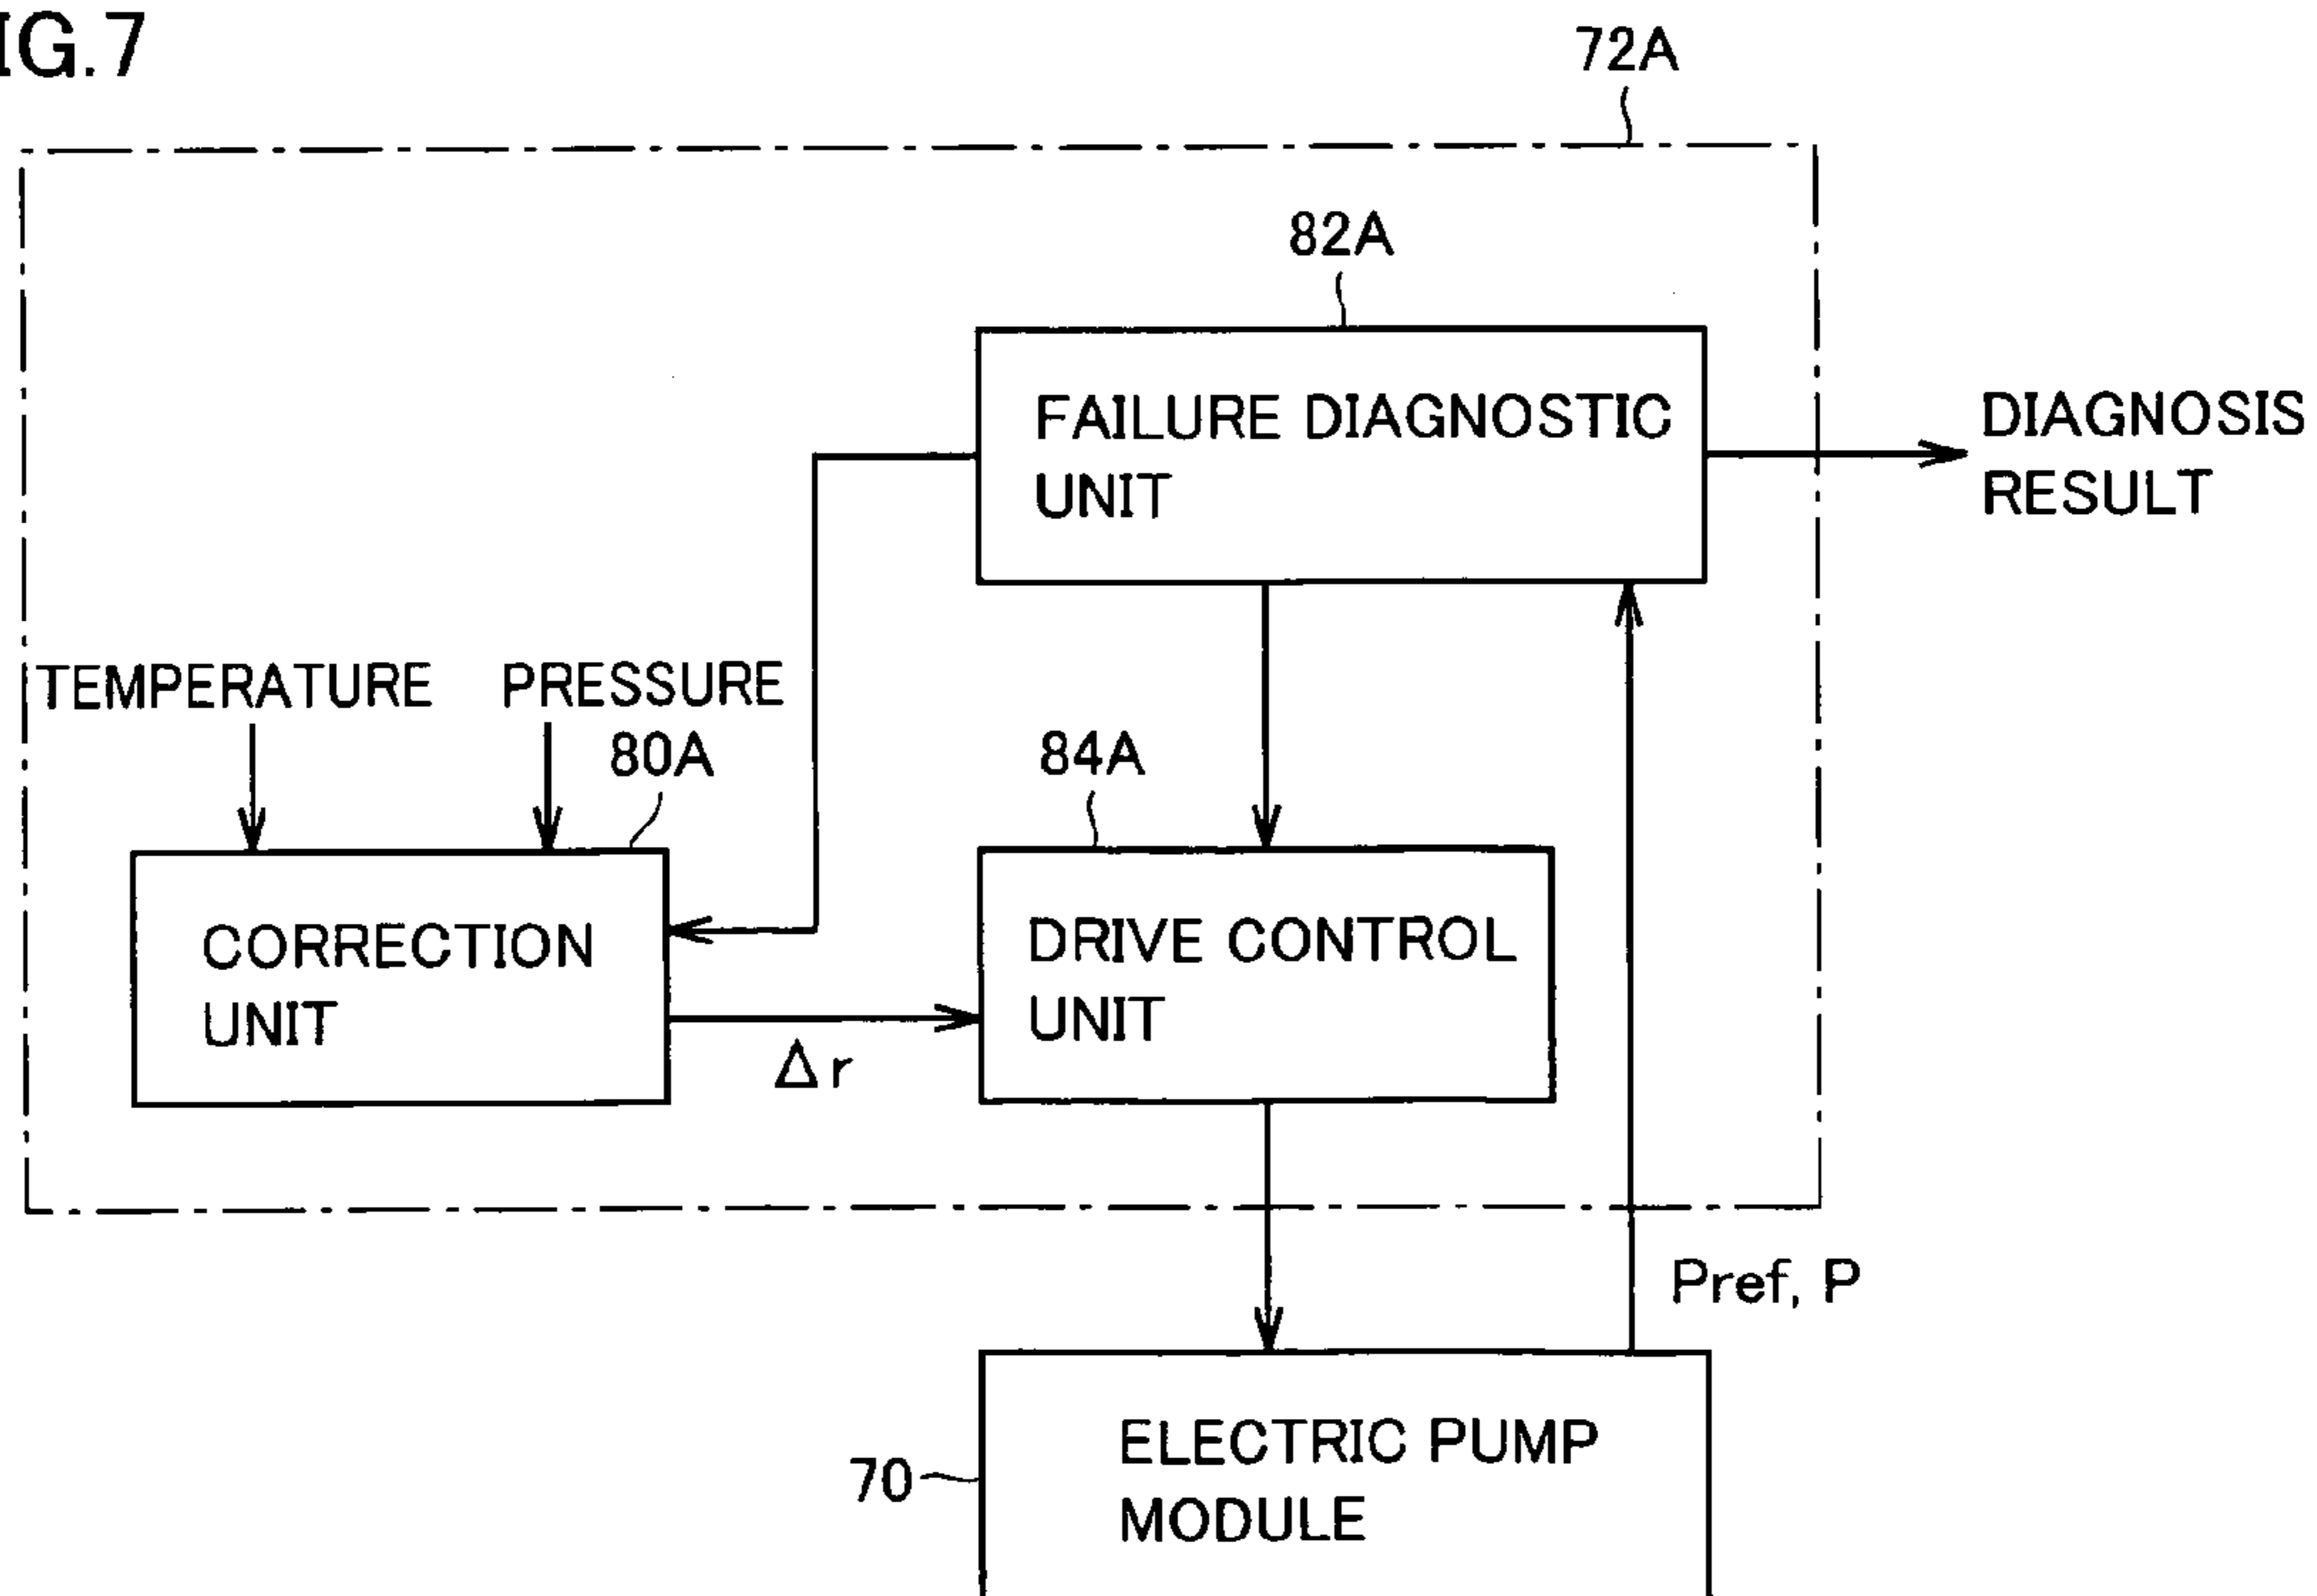 IG.7
72A
82A
FAILURE DIAGNOSTIC
UNIT
DIAGNOSIS
RESULT
TEMPERATURE
PRESSURE
80A
84A
CORRECTION
UNIT
DRIVE CONTROL
UNIT
Δr
Pref, P
70
ELECTRIC PUMP
MODULE